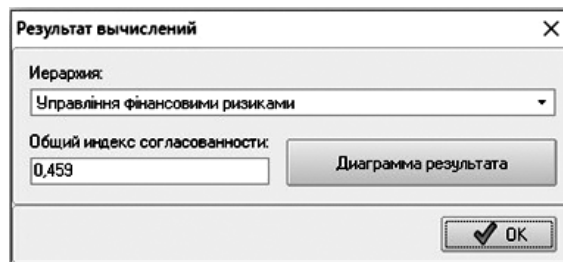 Результат вычислений
Иерархия:
Управління фінансовими ризиками
Общий индекс согласованности:
0,459
Диаграмма результата
OK